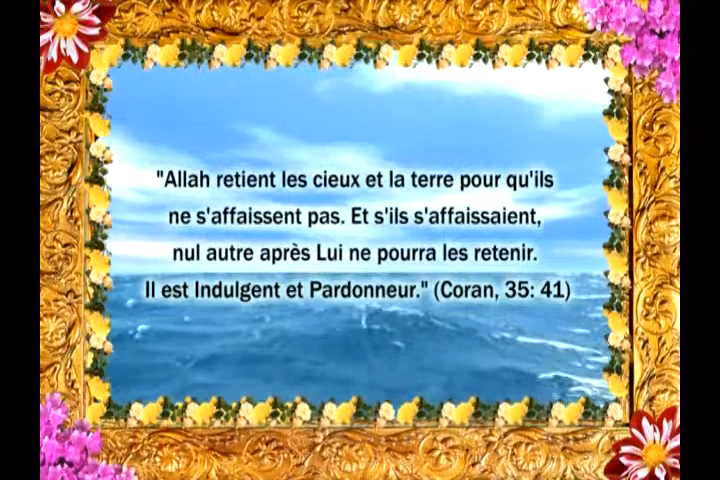 "Allah retient les cieux et la terre pour qu'ils
ne s'affaissent pas. Et s'ils s'affaissaient,
nul autre après Lui ne pourra les retenir.
Il est Indulgent et Pardonneur." (Coran, 35: 41)